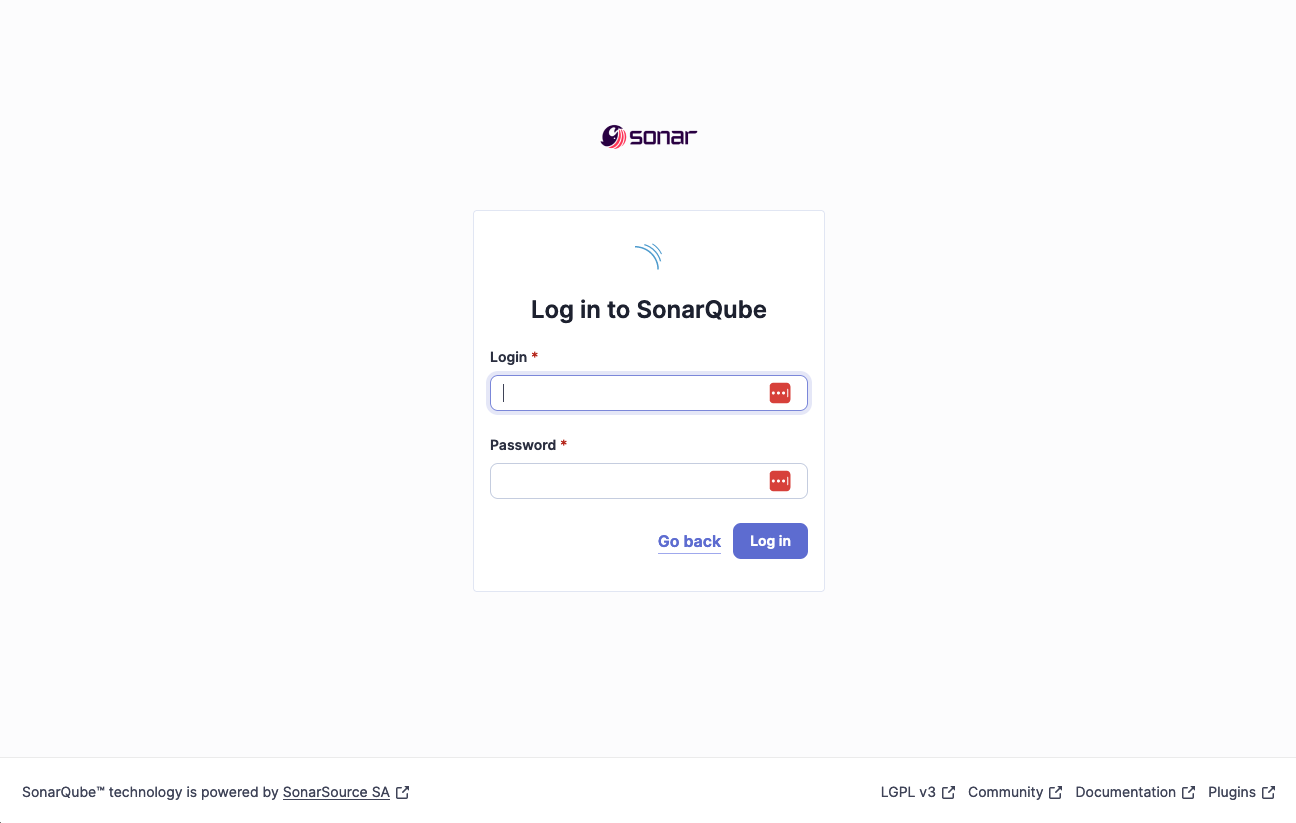 sonar
Log in to SonarQube
Login *
Password *
Go back Log in
SonarQube™ technology is powered by SonarSource SA LGPL v3 Community Documentation Plugins